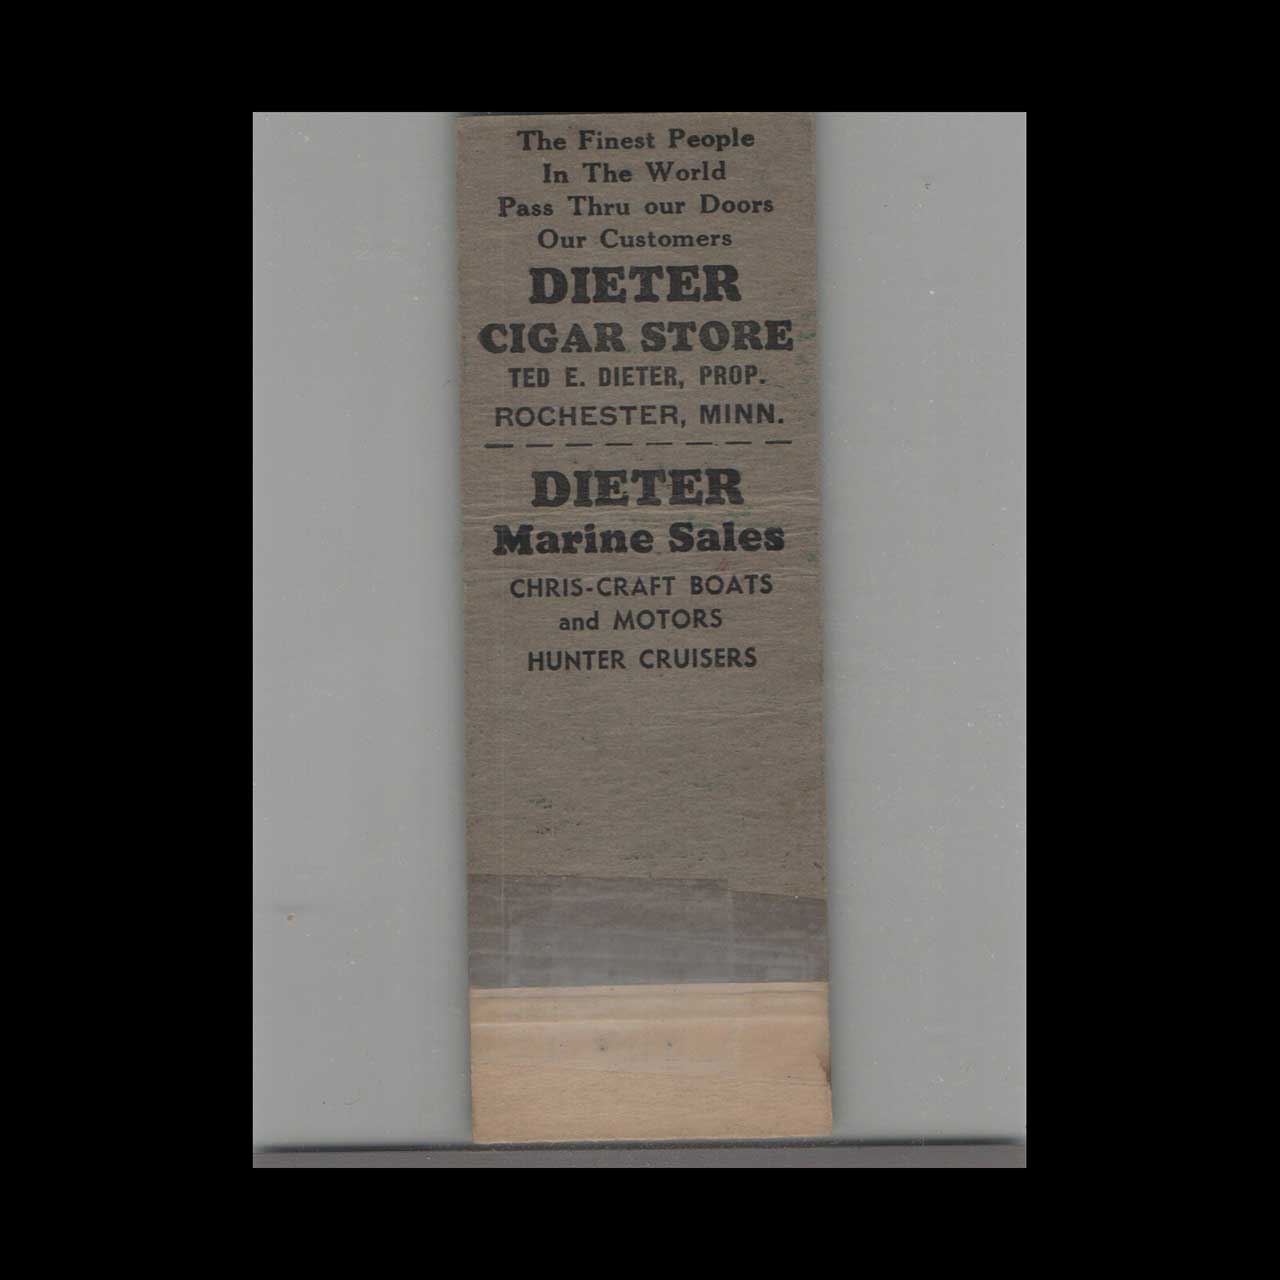 The Finest People
In The World
Pass Thru our Doors
Our Customers
DIETER
CIGAR STORE
TED E. DIETER, PROP.
ROCHESTER, MINN.
DIETER
Marine Sales
CHRIS-CRAFT BOATS
and MOTORS
HUNTER CRUISERS